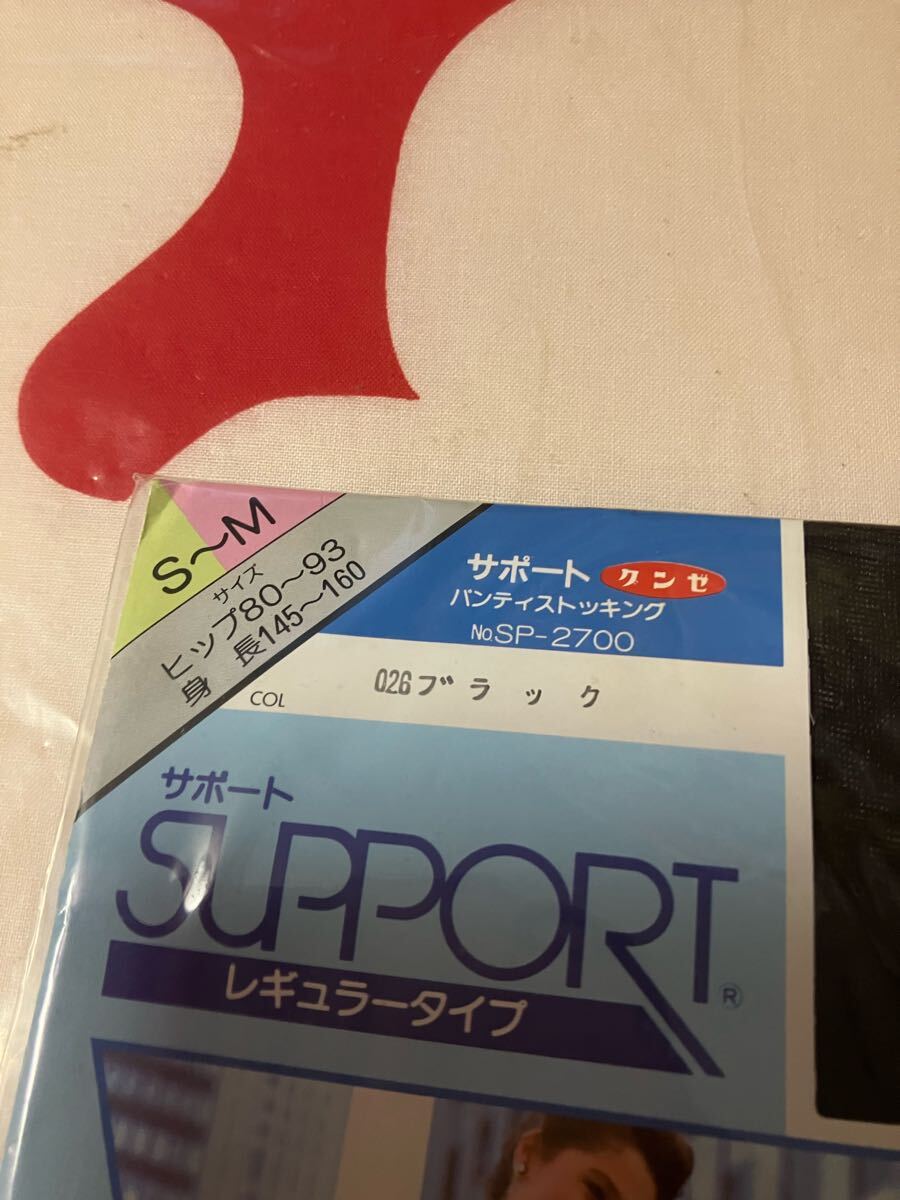 S〜M
サイズ
ヒップ80〜93
身 長145〜160
サポート グンゼ
パンティストッキング
No.SP-2700
COL 026ブラック
サポート
SUPPORT®
レギュラータイプ